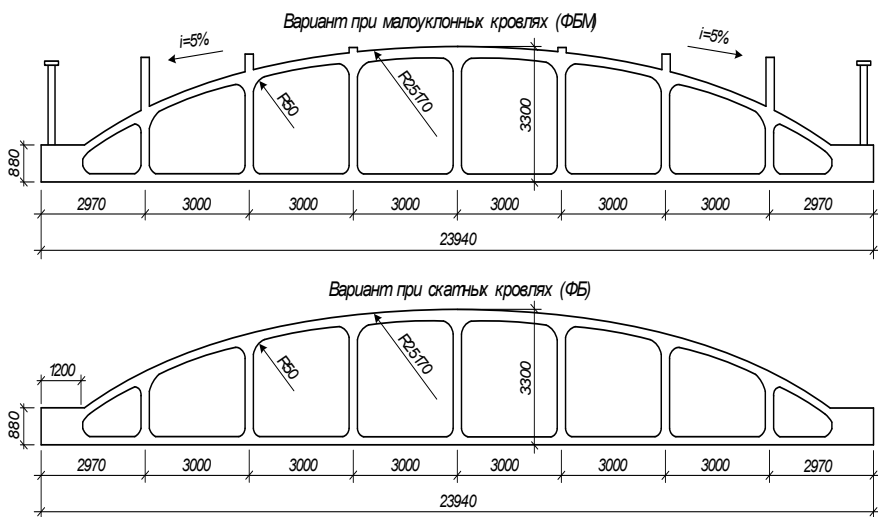 Вариант при малоуклонных кровлях (ФБМ)
i=5%
i=5%
R50
R25170
3300
880
2970 3000 3000 3000 3000 3000 3000 2970
23940
Вариант при скатных кровлях (ФБ)
1200
R50
R25170
3300
880
2970 3000 3000 3000 3000 3000 3000 2970
23940